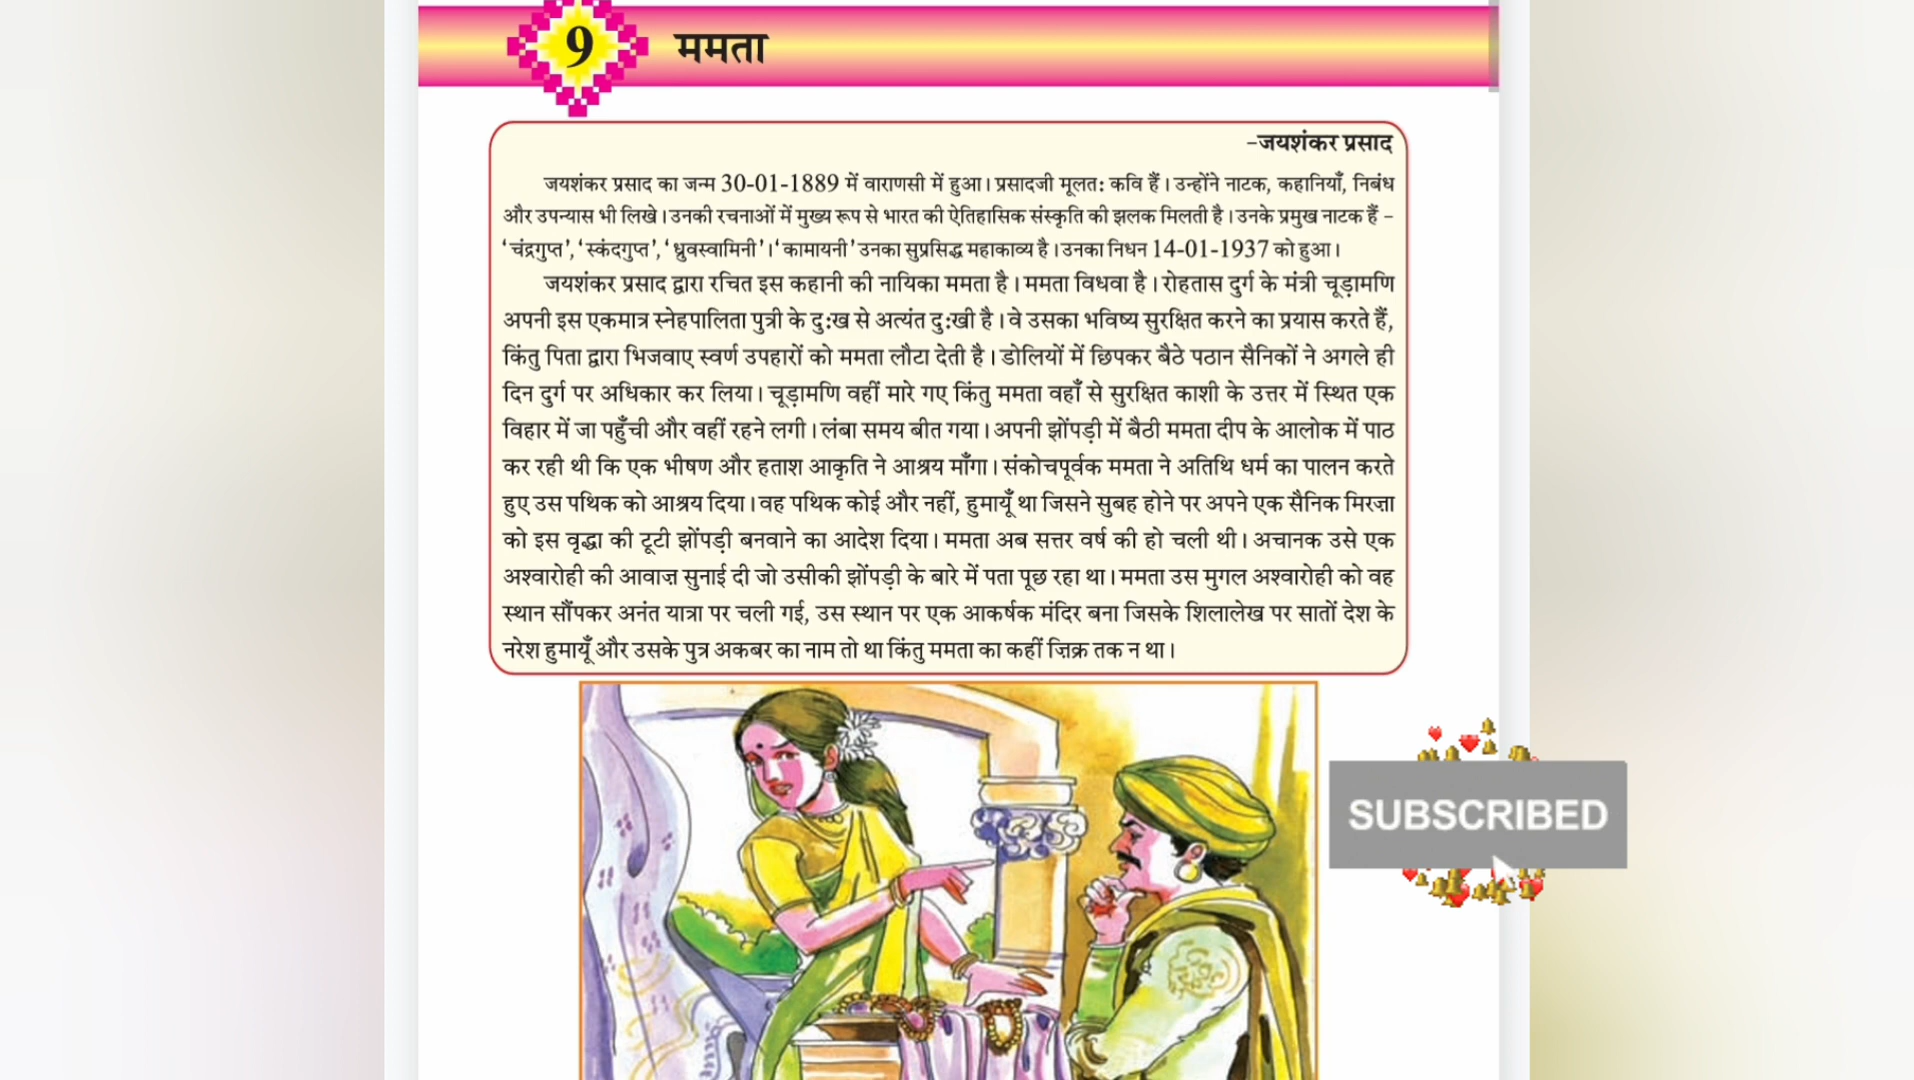 9
ममता
-जयशंकर प्रसाद
जयशंकर प्रसाद का जन्म 30-01-1889 में वाराणसी में हुआ। प्रसादजी मूलत: कवि हैं। उन्होंने नाटक, कहानियाँ, निबंध
और उपन्यास भी लिखे। उनकी रचनाओं में मुख्य रूप से भारत की ऐतिहासिक संस्कृति की झलक मिलती है। उनके प्रमुख नाटक हैं -
'चंद्रगुप्त', 'स्कंदगुप्त', 'ध्रुवस्वामिनी'। 'कामायनी' उनका सुप्रसिद्ध महाकाव्य है। उनका निधन 14-01-1937 को हुआ।
जयशंकर प्रसाद द्वारा रचित इस कहानी की नायिका ममता है। ममता विधवा है। रोहतास दुर्ग के मंत्री चूड़ामणि
अपनी इस एकमात्र स्नेहपालिता पुत्री के दु:ख से अत्यंत दु:खी है। वे उसका भविष्य सुरक्षित करने का प्रयास करते हैं,
किंतु पिता द्वारा भिजवाए स्वर्ण उपहारों को ममता लौटा देती है। डोलियों में छिपकर बैठे पठान सैनिकों ने अगले ही
दिन दुर्ग पर अधिकार कर लिया। चूड़ामणि वहीं मारे गए किंतु ममता वहाँ से सुरक्षित काशी के उत्तर में स्थित एक
विहार में जा पहुँची और वहीं रहने लगी। लंबा समय बीत गया। अपनी झोंपड़ी में बैठी ममता दीप के आलोक में पाठ
कर रही थी कि एक भीषण और हताश आकृति ने आश्रय माँगा। संकोचपूर्वक ममता ने अतिथि धर्म का पालन करते
हुए उस पथिक को आश्रय दिया। वह पथिक कोई और नहीं, हुमायूँ था जिसने सुबह होने पर अपने एक सैनिक मिरज़ा
को इस वृद्धा की टूटी झोंपड़ी बनवाने का आदेश दिया। ममता अब सत्तर वर्ष की हो चली थी। अचानक उसे एक
अश्वारोही की आवाज़ सुनाई दी जो उसीकी झोंपड़ी के बारे में पता पूछ रहा था। ममता उस मुगल अश्वारोही को वह
स्थान सौंपकर अनंत यात्रा पर चली गई, उस स्थान पर एक आकर्षक मंदिर बना जिसके शिलालेख पर सातों देश के
नरेश हुमायूँ और उसके पुत्र अकबर का नाम तो था किंतु ममता का कहीं ज़िक्र तक न था।
SUBSCRIBED